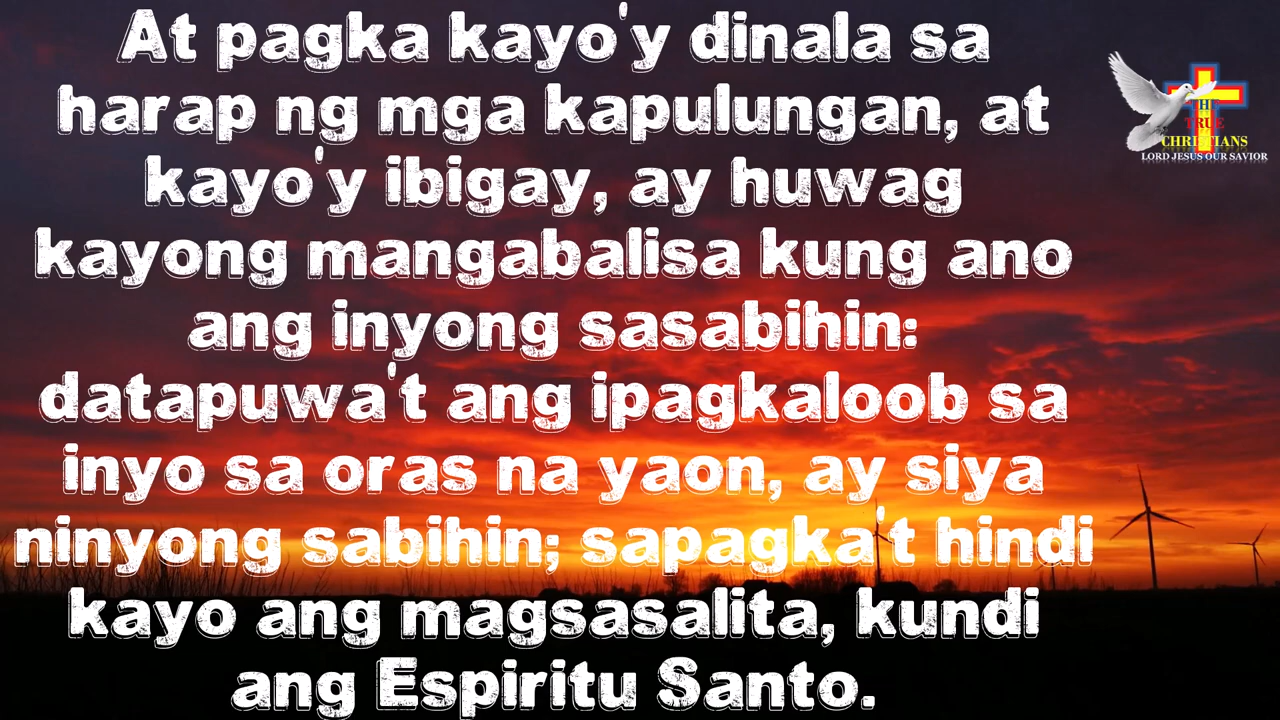 At pagka kayo'y dinala sa
harap ng mga kapulungan, at
kayo'y ibigay, ay huwag
kayong mangabalisa kung ano
ang inyong sasabihin:
datapuwa't ang ipagkaloob sa
inyo sa oras na yaon, ay siya
ninyong sabihin; sapagka't hindi
kayo ang magsasalita, kundi
ang Espiritu Santo.
THE
TRUE
CHRISTIANS
LORD JESUS OUR SAVIOR